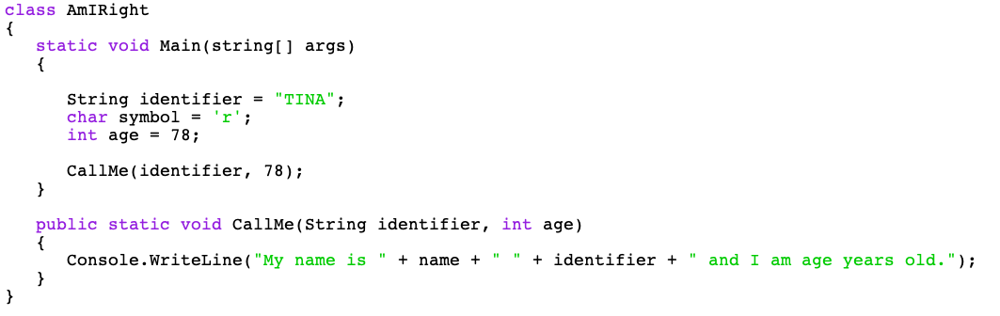 class AmIRight
{
static void Main(string[] args)
{
String identifier = "TINA";
char symbol = 'r';
int age = 78;
CallMe(identifier, 78);
}
public static void CallMe(String identifier, int age)
{
Console.WriteLine("My name is " + name + " " + identifier + " and I am age years old.");
}
}